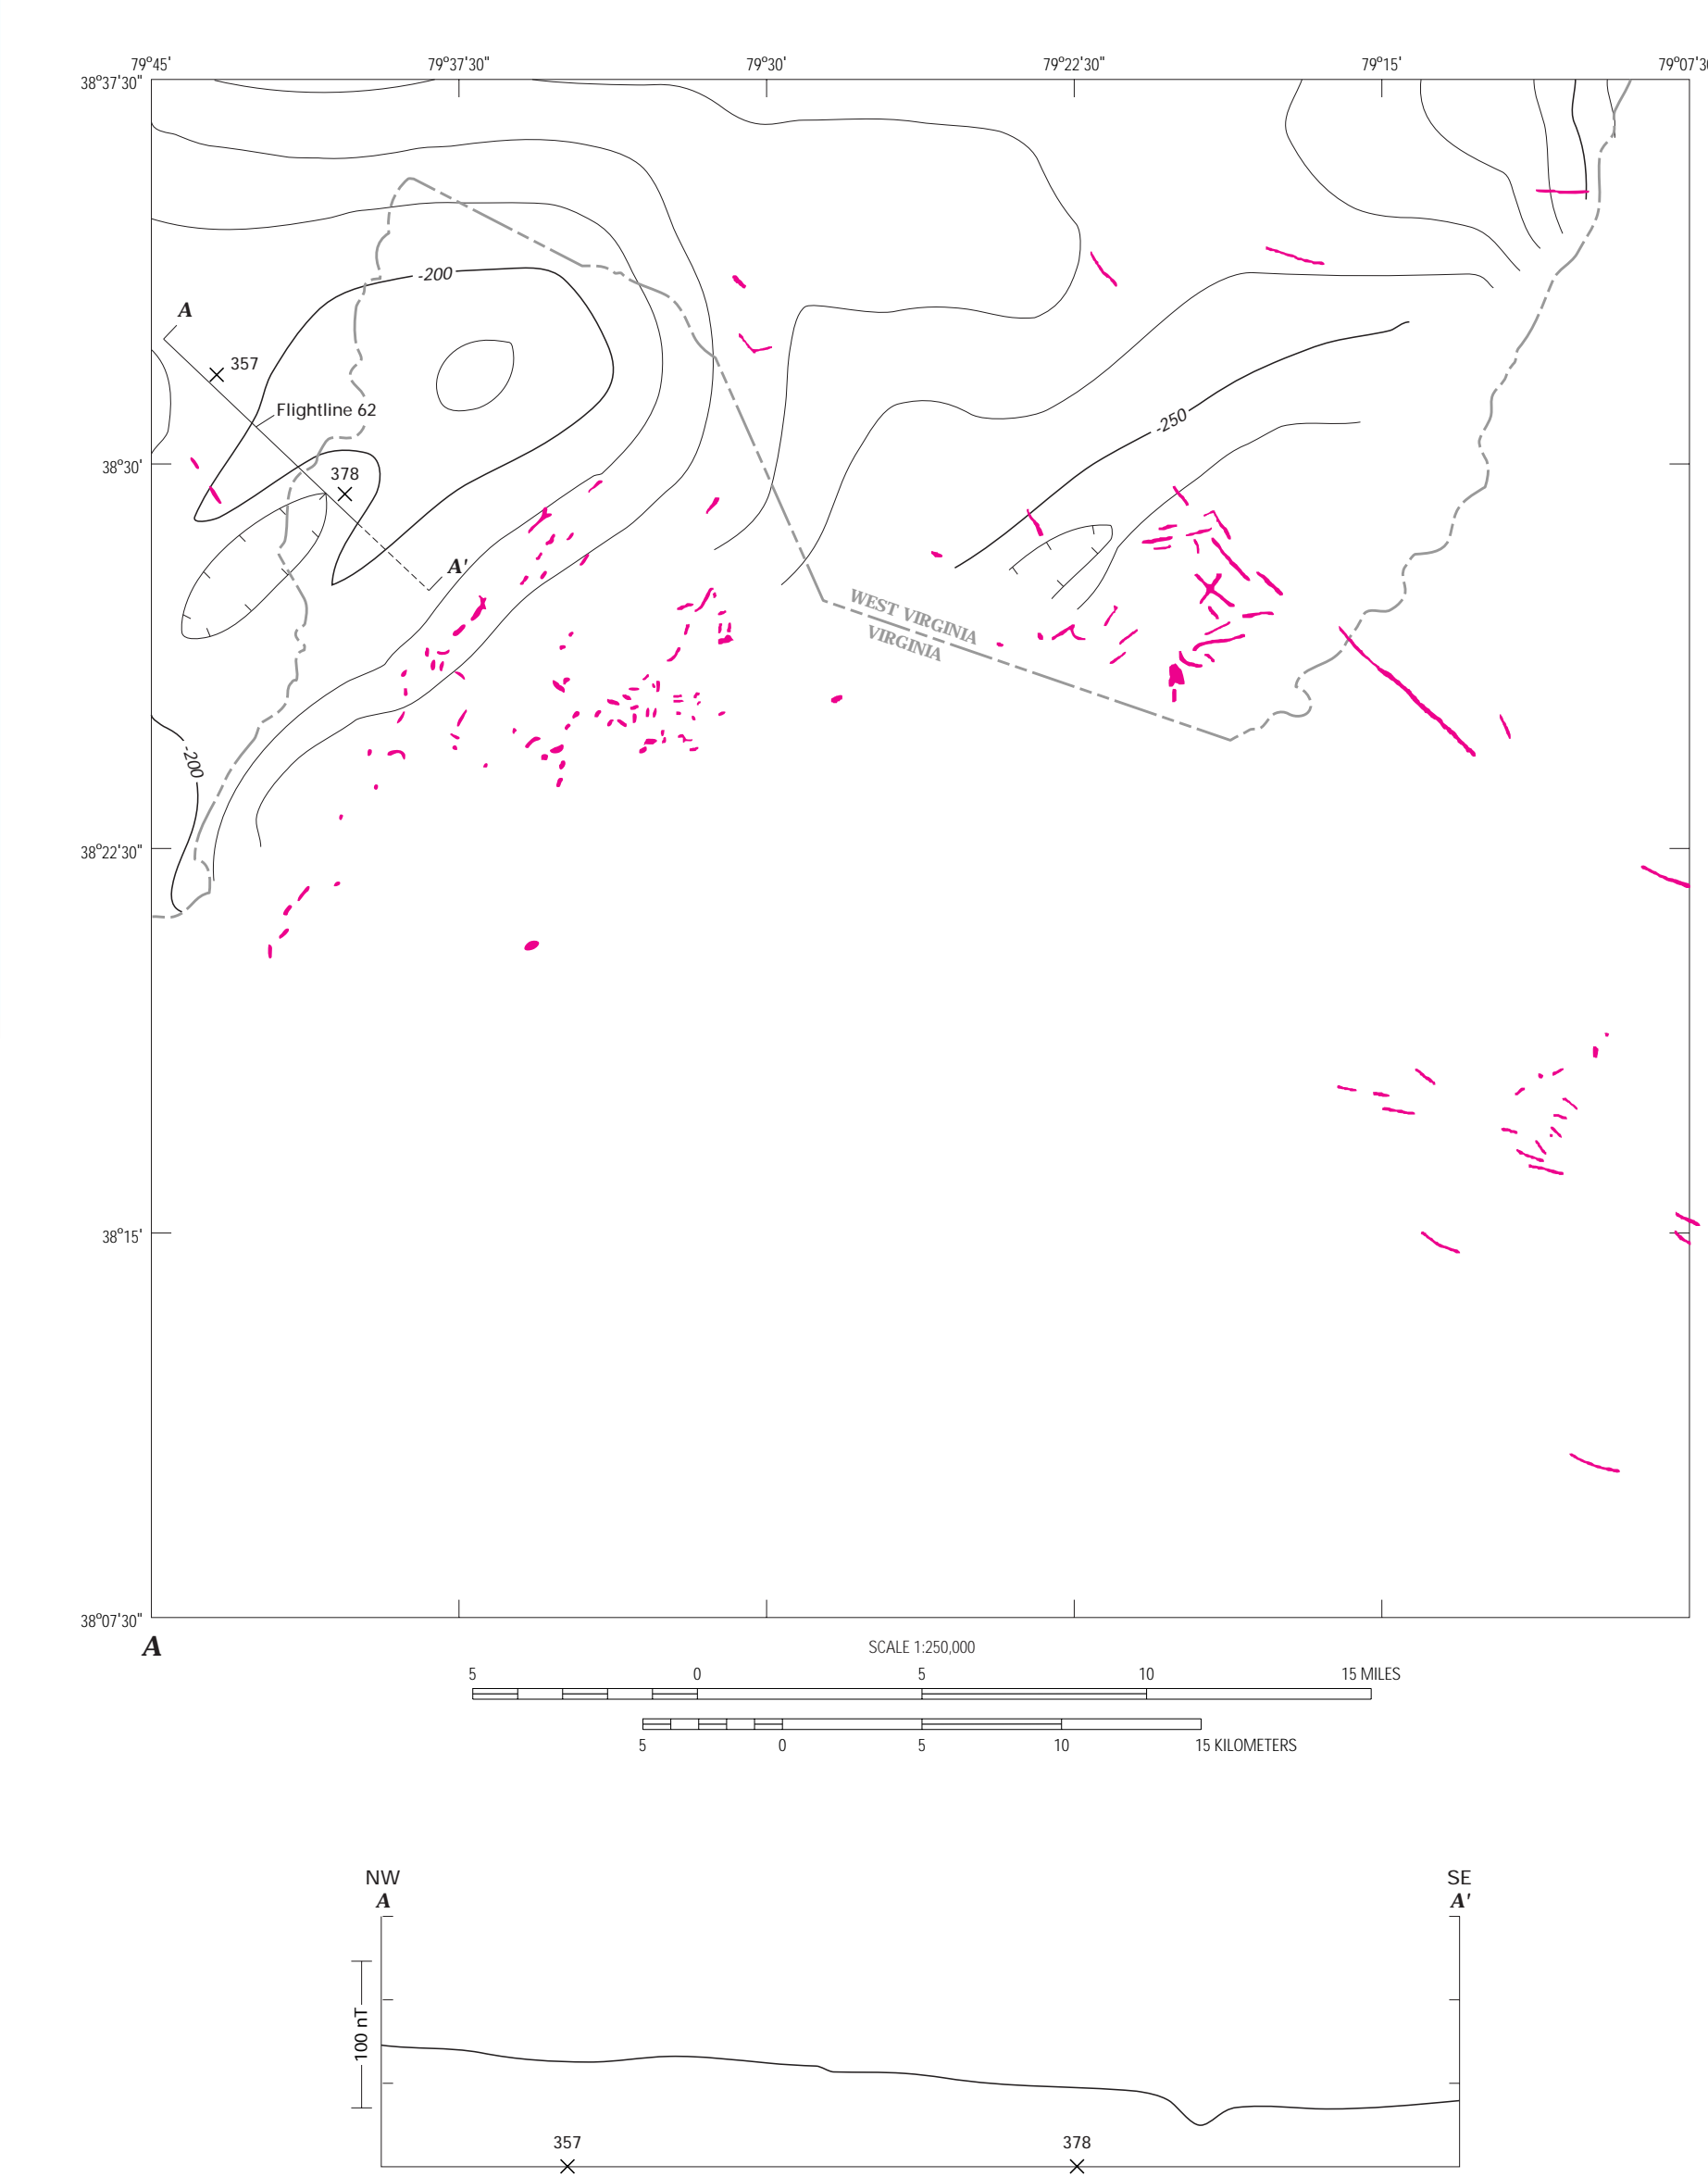 79°45'
79°37'30"
79°30'
79°22'30"
79°15'
79°07'30
38°37'30"
-200
A
357
Flightline 62
-250
38°30'
378
A'
WEST VIRGINIA
VIRGINIA
-200
38°22'30"
38°15'
38°07'30"
A
SCALE 1:250,000
5 0 5 10 15 MILES
5 0 5 10 15 KILOMETERS
NW SE
A A'
100 nT
357 378